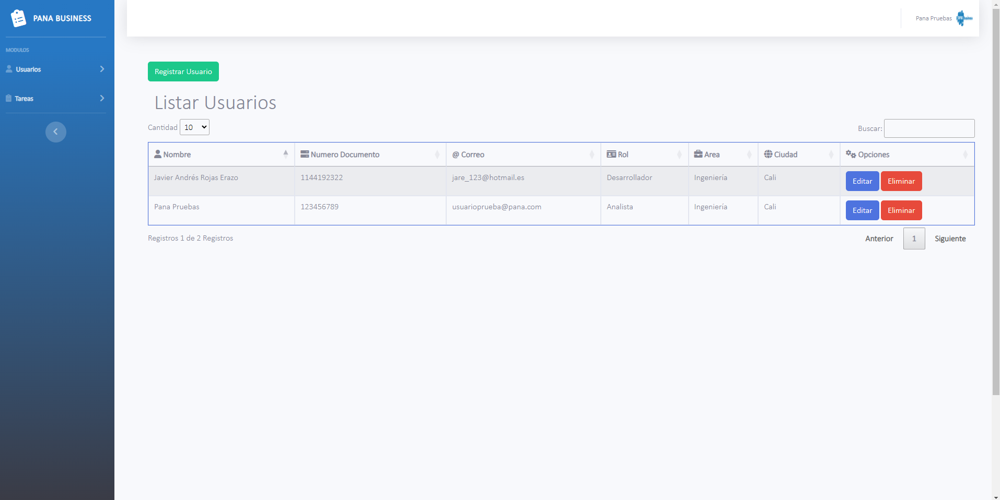 PANA BUSINESS
Pana Pruebas
MODULOS
Usuarios
Tareas
Registrar Usuario
Listar Usuarios
Cantidad 10
Buscar:
Nombre Numero Documento @ Correo Rol Area Ciudad Opciones
Javier Andrés Rojas Erazo 1144192322 jare_123@hotmail.es Desarrollador Ingeniería Cali Editar Eliminar
Pana Pruebas 123456789 usuarioprueba@pana.com Analista Ingeniería Cali Editar Eliminar
Registros 1 de 2 Registros
Anterior 1 Siguiente